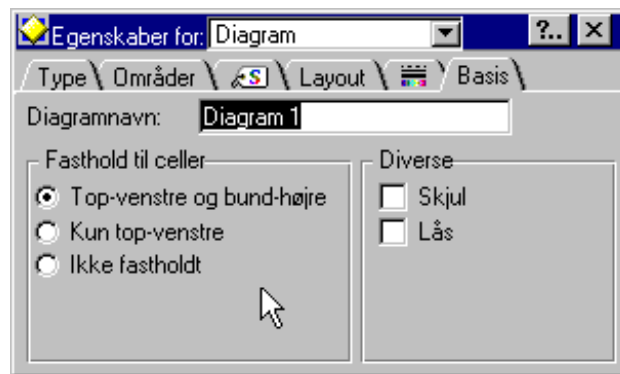 Egenskaber for: Diagram ?..
Type Områder S Layout Basis
Diagramnavn: Diagram 1
Fasthold til celler
Top-venstre og bund-højre
Kun top-venstre
Ikke fastholdt
Diverse
Skjul
Lås